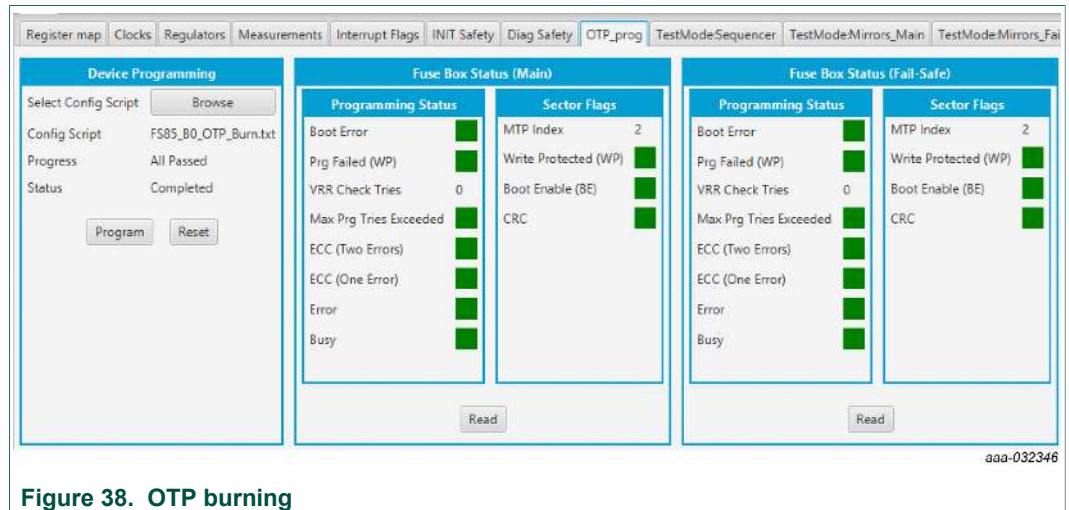 Register map Clocks Regulators Measurements Interrupt Flags INIT Safety Diag Safety OTP_prog TestMode:Sequencer TestMode:Mirrors_Main TestMode:Mirrors_Fai
Device Programming
Select Config Script Browse
Config Script FS85_B0_OTP_Burn.txt
Progress All Passed
Status Completed
Program Reset
Fuse Box Status (Main)
Programming Status
Boot Error
Prg Failed (WP)
VRR Check Tries 0
Max Prg Tries Exceeded
ECC (Two Errors)
ECC (One Error)
Error
Busy
Sector Flags
MTP Index 2
Write Protected (WP)
Boot Enable (BE)
CRC
Read
Fuse Box Status (Fail-Safe)
Programming Status
Boot Error
Prg Failed (WP)
VRR Check Tries 0
Max Prg Tries Exceeded
ECC (Two Errors)
ECC (One Error)
Error
Busy
Sector Flags
MTP Index 2
Write Protected (WP)
Boot Enable (BE)
CRC
Read
aaa-032346
Figure 38. OTP burning